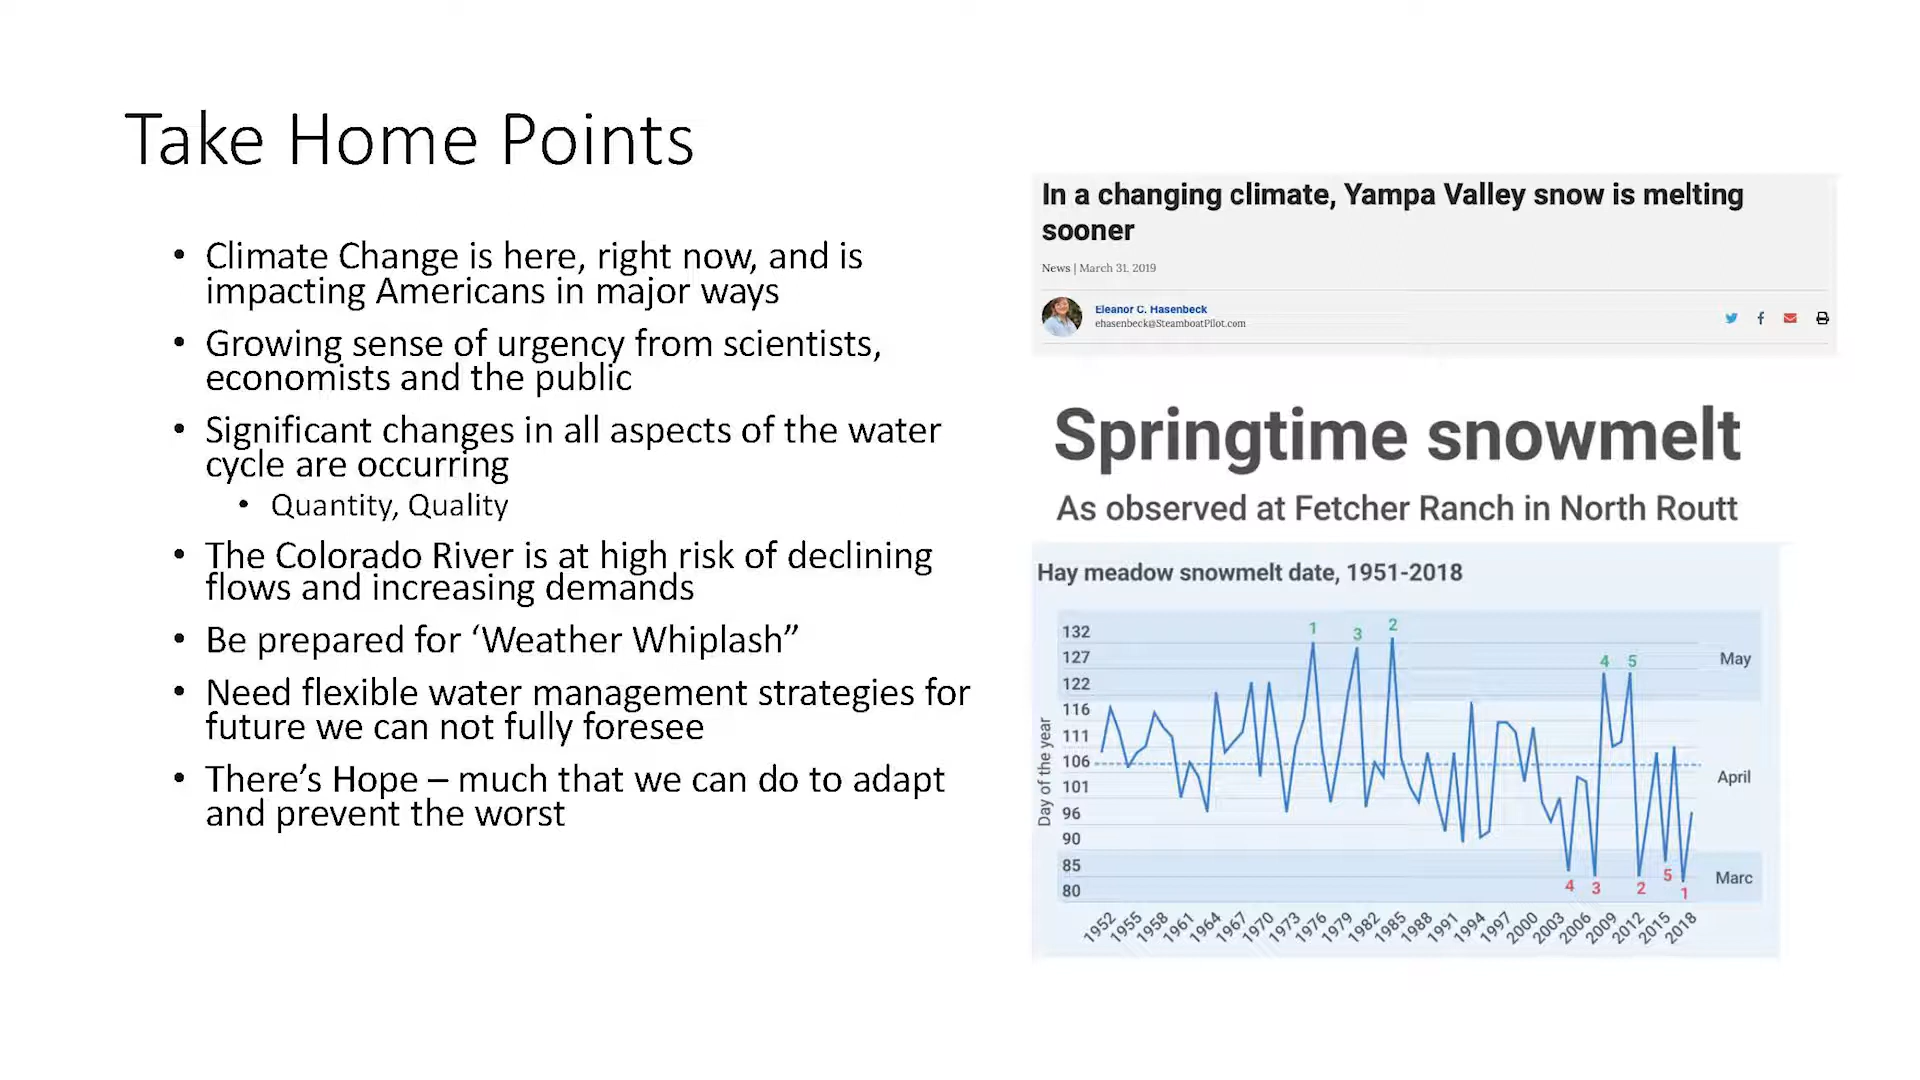 Take Home Points
• Climate Change is here, right now, and is
impacting Americans in major ways
• Growing sense of urgency from scientists,
economists and the public
• Significant changes in all aspects of the water
cycle are occurring
• Quantity, Quality
• The Colorado River is at high risk of declining
flows and increasing demands
• Be prepared for ‘Weather Whiplash”
• Need flexible water management strategies for
future we can not fully foresee
• There’s Hope – much that we can do to adapt
and prevent the worst
In a changing climate, Yampa Valley snow is melting
sooner
News | March 31, 2019
Eleanor C. Hasenbeck
ehasenbeck@SteamboatPilot.com
Springtime snowmelt
As observed at Fetcher Ranch in North Routt
Hay meadow snowmelt date, 1951-2018
Day of the year
132
127
122
116
111
106
101
96
90
85
80
1 3 2
4 5
4 3 2 5 1
May
April
Marc
1952 1955 1958 1961 1964 1967 1970 1973 1976 1979 1982 1985 1988 1991 1994 1997 2000 2003 2006 2009 2012 2015 2018